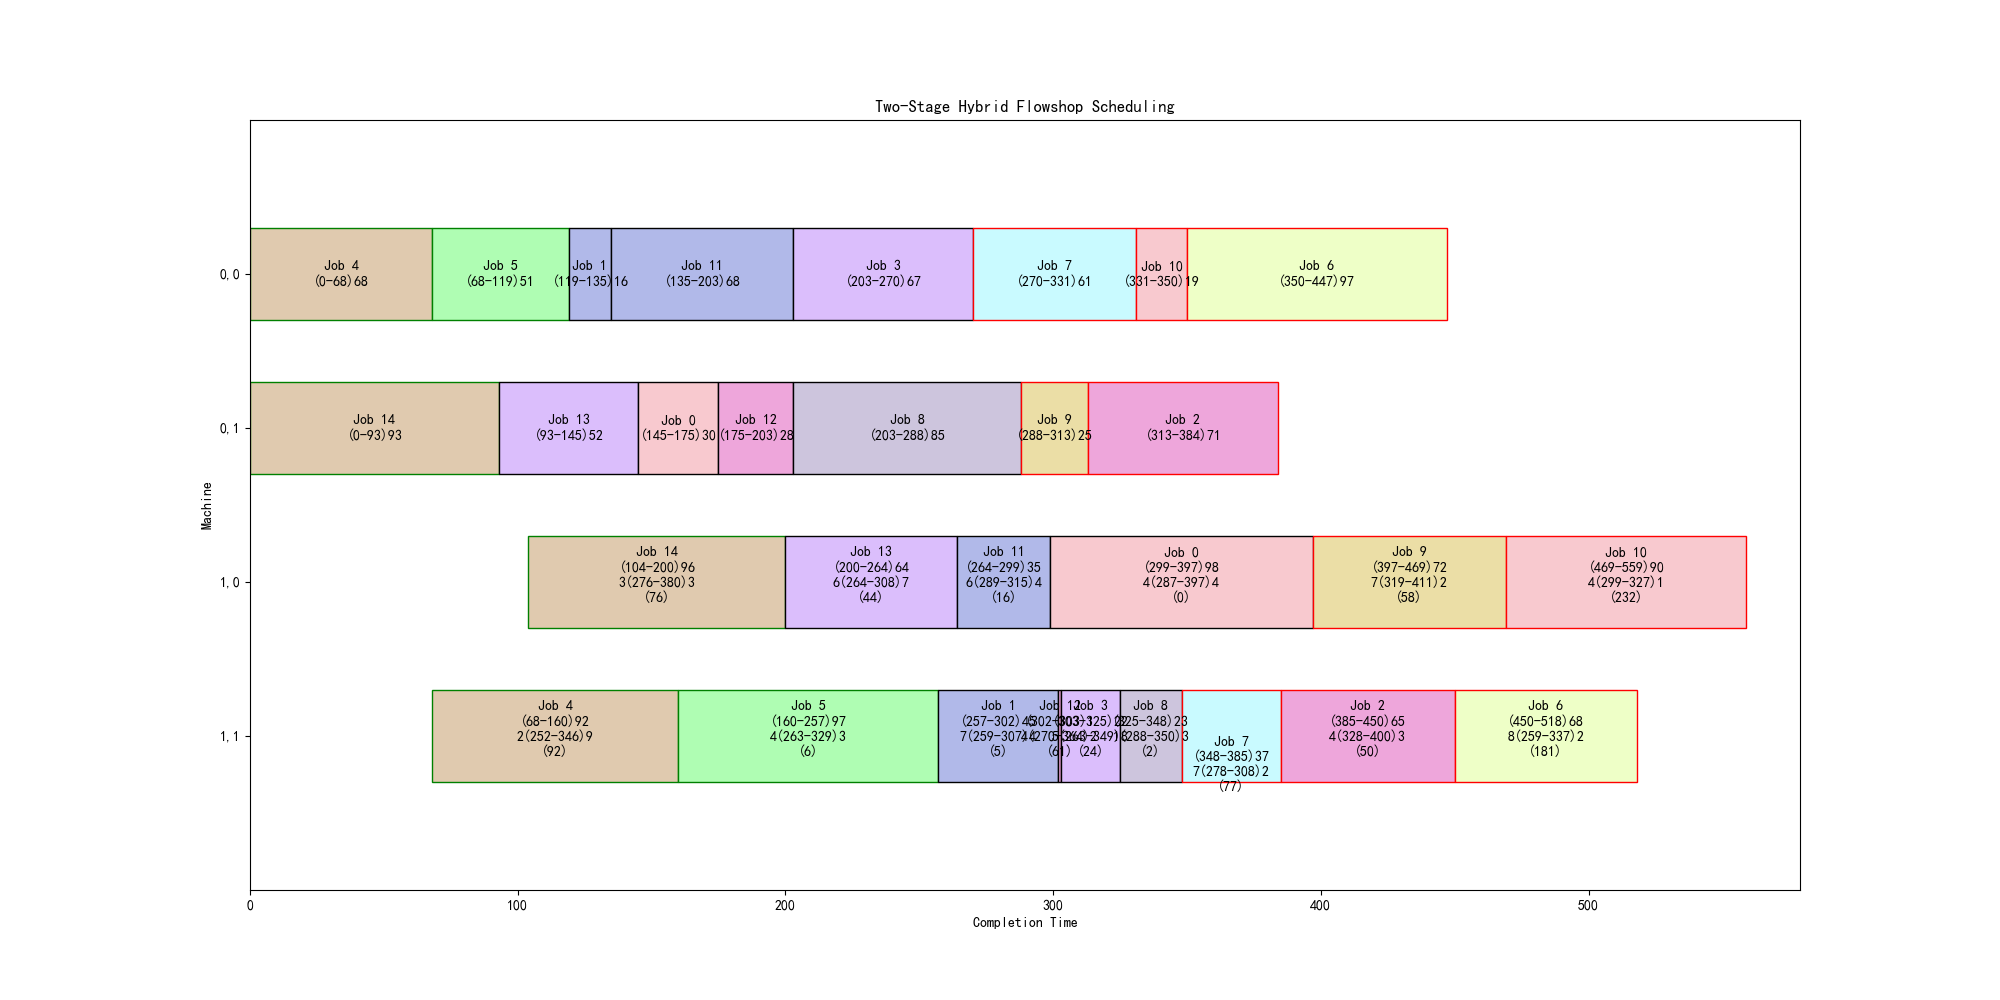 Two-Stage Hybrid Flowshop Scheduling
0,0
Job 4
(0-68)68
Job 5
(68-119)51
Job 1
(119-135)16
Job 11
(135-203)68
Job 3
(203-270)67
Job 7
(270-331)61
Job 10
(331-350)19
Job 6
(350-447)97
0,1
Job 14
(0-93)93
Job 13
(93-145)52
Job 0
(145-175)30
Job 12
(175-203)28
Job 8
(203-288)85
Job 9
(288-313)25
Job 2
(313-384)71
Machine
1,0
Job 14
(104-200)96
3(276-380)3
(76)
Job 13
(200-264)64
6(264-308)7
(44)
Job 11
(264-299)35
6(289-315)4
(16)
Job 0
(299-397)98
4(287-397)4
(0)
Job 9
(397-469)72
7(319-411)2
(58)
Job 10
(469-559)90
4(299-327)1
(232)
1,1
Job 4
(68-160)92
2(252-346)9
(92)
Job 5
(160-257)97
4(263-329)3
(6)
Job 1
(257-302)45
7(259-307)
(5)
Job
Job 3
(24)
Job 8
(325-348)23
(288-350)3
(2)
Job 7
(348-385)37
7(278-308)2
(77)
Job 2
(385-450)65
4(328-400)3
(50)
Job 6
(450-518)68
8(259-337)2
(181)
0
100
200
300
400
500
Completion Time